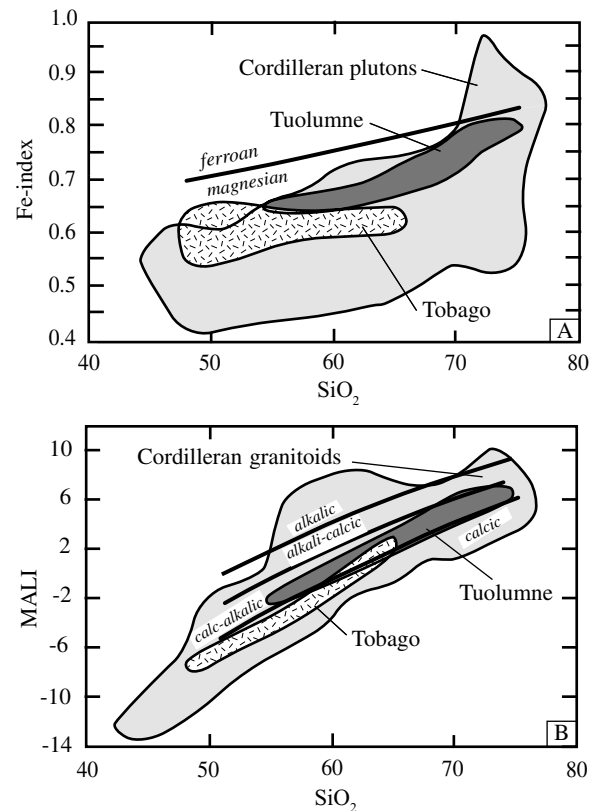 1.0
0.9
0.8
0.7
0.6
0.5
0.4
Fe-index
Cordilleran plutons
Tuolumne
ferroan
magnesian
Tobago
A
40 50 60 70 80
SiO2
10
6
2
-2
-6
-10
-14
MALI
Cordilleran granitoids
alkalic
alkali-calcic
calc-alkalic
calcic
Tuolumne
Tobago
B
40 50 60 70 80
SiO2